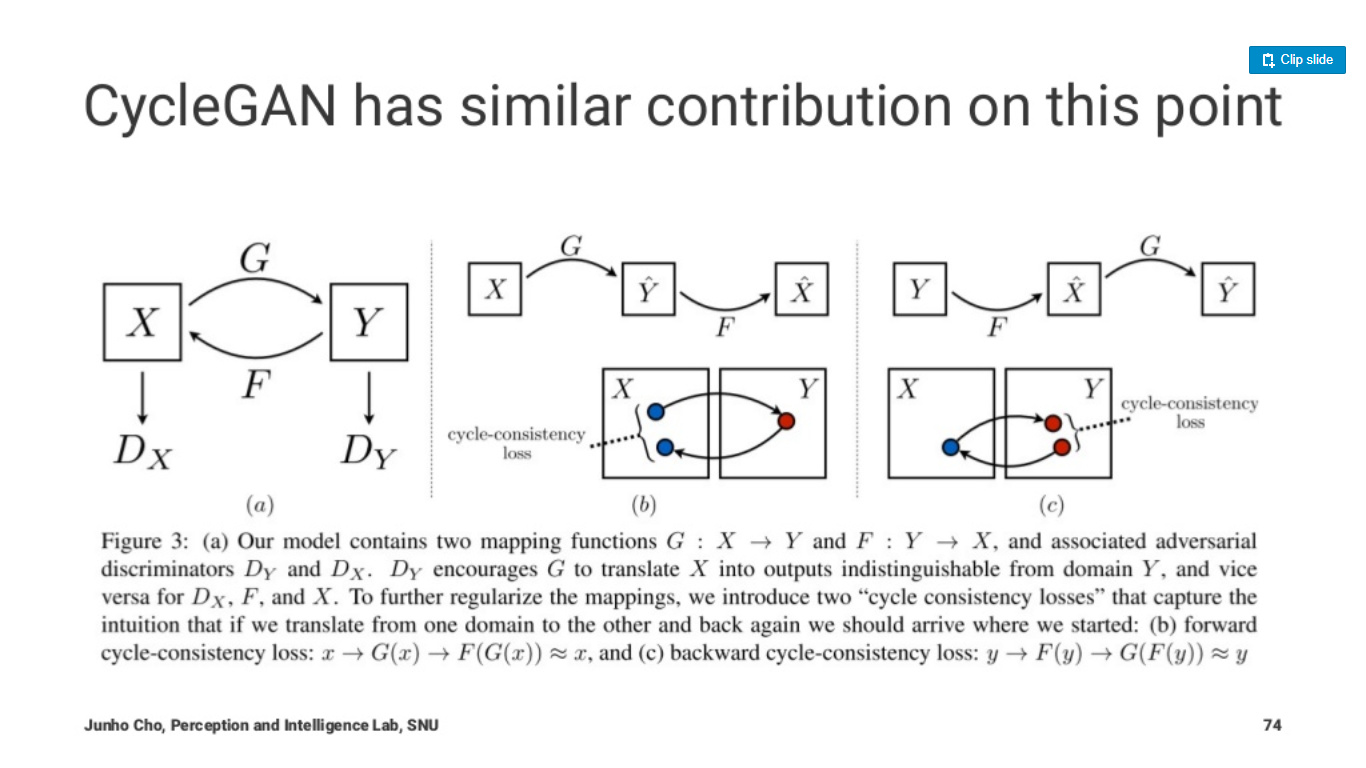 Clip slide
CycleGAN has similar contribution on this point
G
X
Y
F
D_X
D_Y
(a)
G
X
Ŷ
X̂
F
X
Y
cycle-consistency
loss
(b)
G
Y
X̂
Ŷ
F
X
Y
cycle-consistency
loss
(c)
Figure 3: (a) Our model contains two mapping functions G : X → Y and F : Y → X, and associated adversarial
discriminators D_Y and D_X. D_Y encourages G to translate X into outputs indistinguishable from domain Y, and vice
versa for D_X, F, and X. To further regularize the mappings, we introduce two “cycle consistency losses” that capture the
intuition that if we translate from one domain to the other and back again we should arrive where we started: (b) forward
cycle-consistency loss: x → G(x) → F(G(x)) ≈ x, and (c) backward cycle-consistency loss: y → F(y) → G(F(y)) ≈ y
Junho Cho, Perception and Intelligence Lab, SNU
74